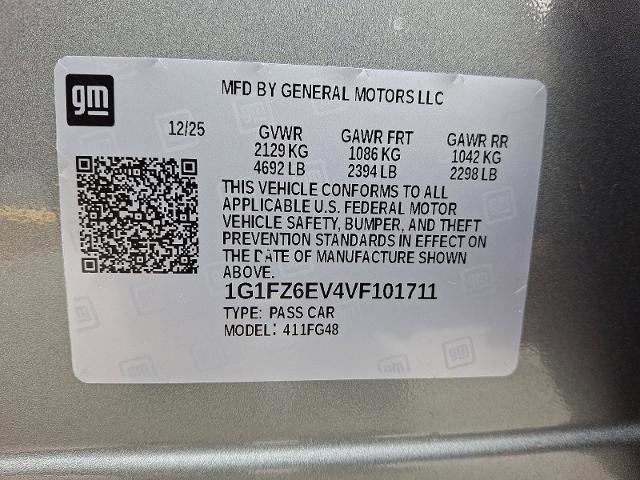 gm
MFD BY GENERAL MOTORS LLC
12/25
GVWR
2129 KG
4692 LB
GAWR FRT
1086 KG
2394 LB
GAWR RR
1042 KG
2298 LB
THIS VEHICLE CONFORMS TO ALL
APPLICABLE U.S. FEDERAL MOTOR
VEHICLE SAFETY, BUMPER, AND THEFT
PREVENTION STANDARDS IN EFFECT ON
THE DATE OF MANUFACTURE SHOWN
ABOVE.
1G1FZ6EV4VF101711
TYPE: PASS CAR
MODEL: 411FG48